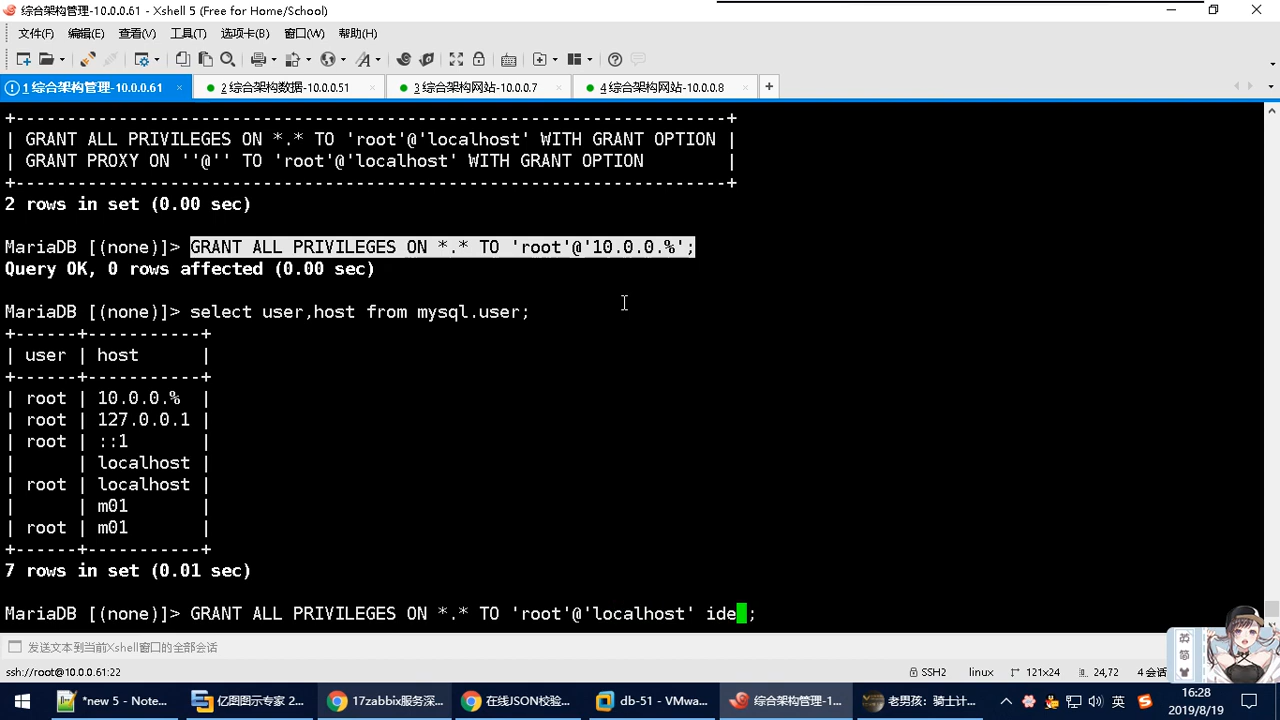 综合架构管理-10.0.0.61 - Xshell 5 (Free for Home/School)
文件(F) 编辑(E) 查看(V) 工具(T) 选项卡(B) 窗口(W) 帮助(H)
1 综合架构管理-10.0.0.61 × 2 综合架构数据-10.0.0.51 × 3 综合架构网站-10.0.0.7 × 4 综合架构网站-10.0.0.8 × +
+---------------------------------------------------------------------+
| GRANT ALL PRIVILEGES ON *.* TO 'root'@'localhost' WITH GRANT OPTION |
| GRANT PROXY ON ''@'' TO 'root'@'localhost' WITH GRANT OPTION        |
+---------------------------------------------------------------------+
2 rows in set (0.00 sec)
MariaDB [(none)]> GRANT ALL PRIVILEGES ON *.* TO 'root'@'10.0.0.%';
Query OK, 0 rows affected (0.00 sec)
MariaDB [(none)]> select user,host from mysql.user;
+------+-----------+
| user | host      |
+------+-----------+
| root | 10.0.0.%  |
| root | 127.0.0.1 |
| root | ::1       |
|      | localhost |
| root | localhost |
|      | m01       |
| root | m01       |
+------+-----------+
7 rows in set (0.01 sec)
MariaDB [(none)]> GRANT ALL PRIVILEGES ON *.* TO 'root'@'localhost' ide;
发送文本到当前Xshell窗口的全部会话
ssh://root@10.0.0.61:22 SSH2 linux 121x24 24,72 4 会话
英
简
*new 5 - Note... 亿图图示专家 2... 17zabbix服务深... 在线JSON校验... db-51 - VMwa... 综合架构管理-1... 老男孩：骑士计... 英 16:28
2019/8/19